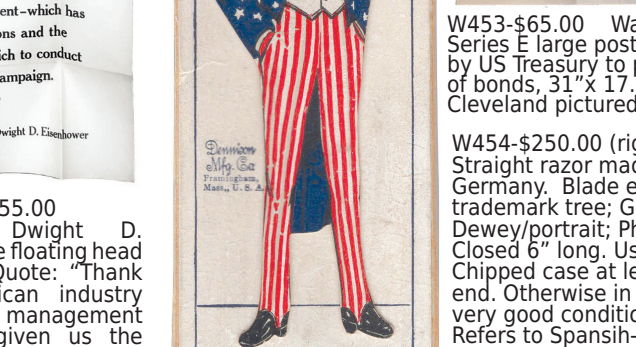 ent–which has
ons and the
ich to conduct
ampaign.
wight D. Eisenhower
55.00
Dwight D.
e floating head
Quote: “Thank
ican industry
management
given us the
Dennison
Mfg. Co.
Framingham,
Mass., U. S. A.
W453-$65.00 Wa
Series E large post
by US Treasury to p
of bonds, 31”x 17.
Cleveland pictured
W454-$250.00 (rig
Straight razor mad
Germany. Blade e
trademark tree; G
Dewey/portrait; Ph
Closed 6” long. Us
Chipped case at le
end. Otherwise in
very good conditio
Refers to Spansih-